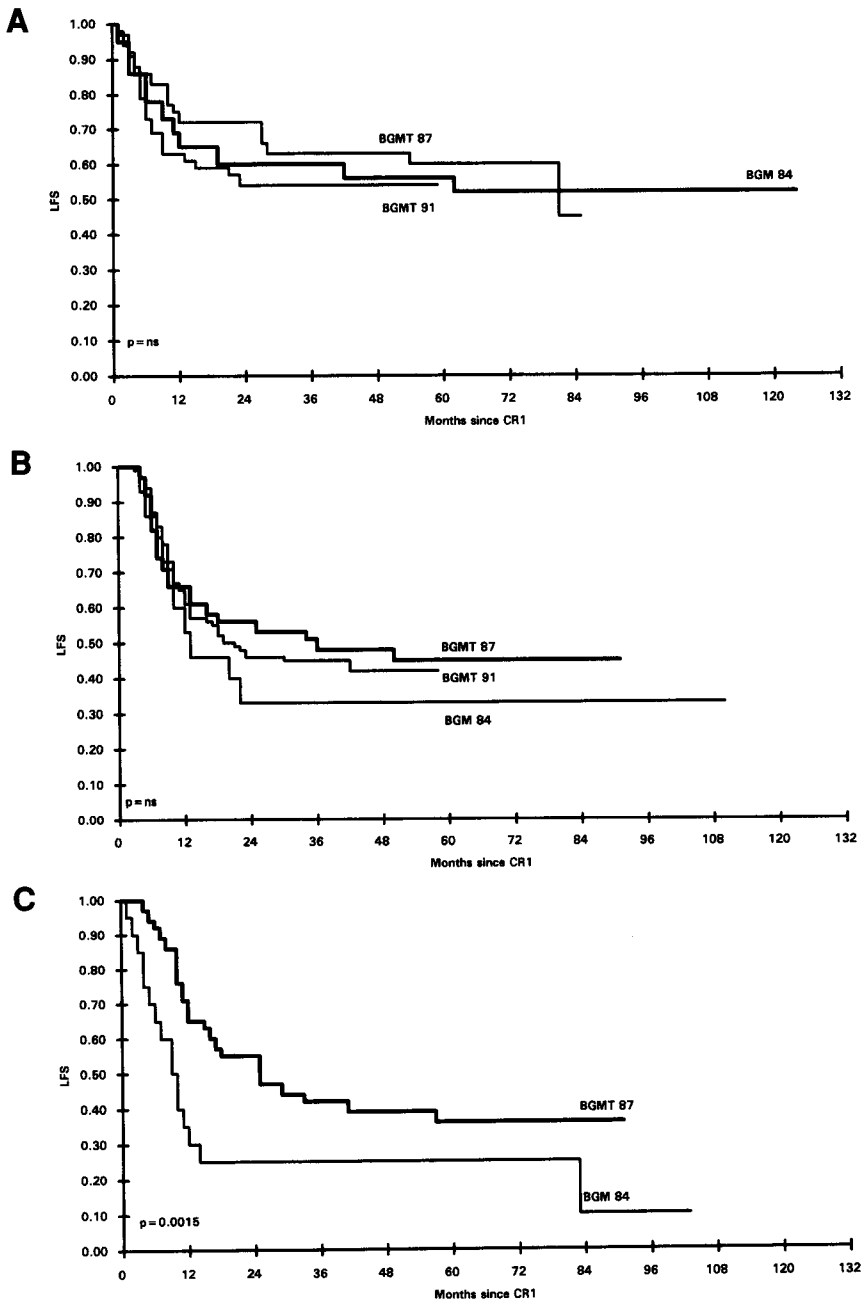 A
1.00
0.90
0.80
0.70
0.60
0.50
0.40
0.30
0.20
0.10
0.00
LFS
BGMT 87
BGM 84
BGMT 91
p=ns
0 12 24 36 48 60 72 84 96 108 120 132
Months since CR1
B
1.00
0.90
0.80
0.70
0.60
0.50
0.40
0.30
0.20
0.10
0.00
LFS
BGMT 87
BGMT 91
BGM 84
p=ns
0 12 24 36 48 60 72 84 96 108 120 132
Months since CR1
C
1.00
0.90
0.80
0.70
0.60
0.50
0.40
0.30
0.20
0.10
0.00
LFS
BGMT 87
BGM 84
p=0.0015
0 12 24 36 48 60 72 84 96 108 120 132
Months since CR1